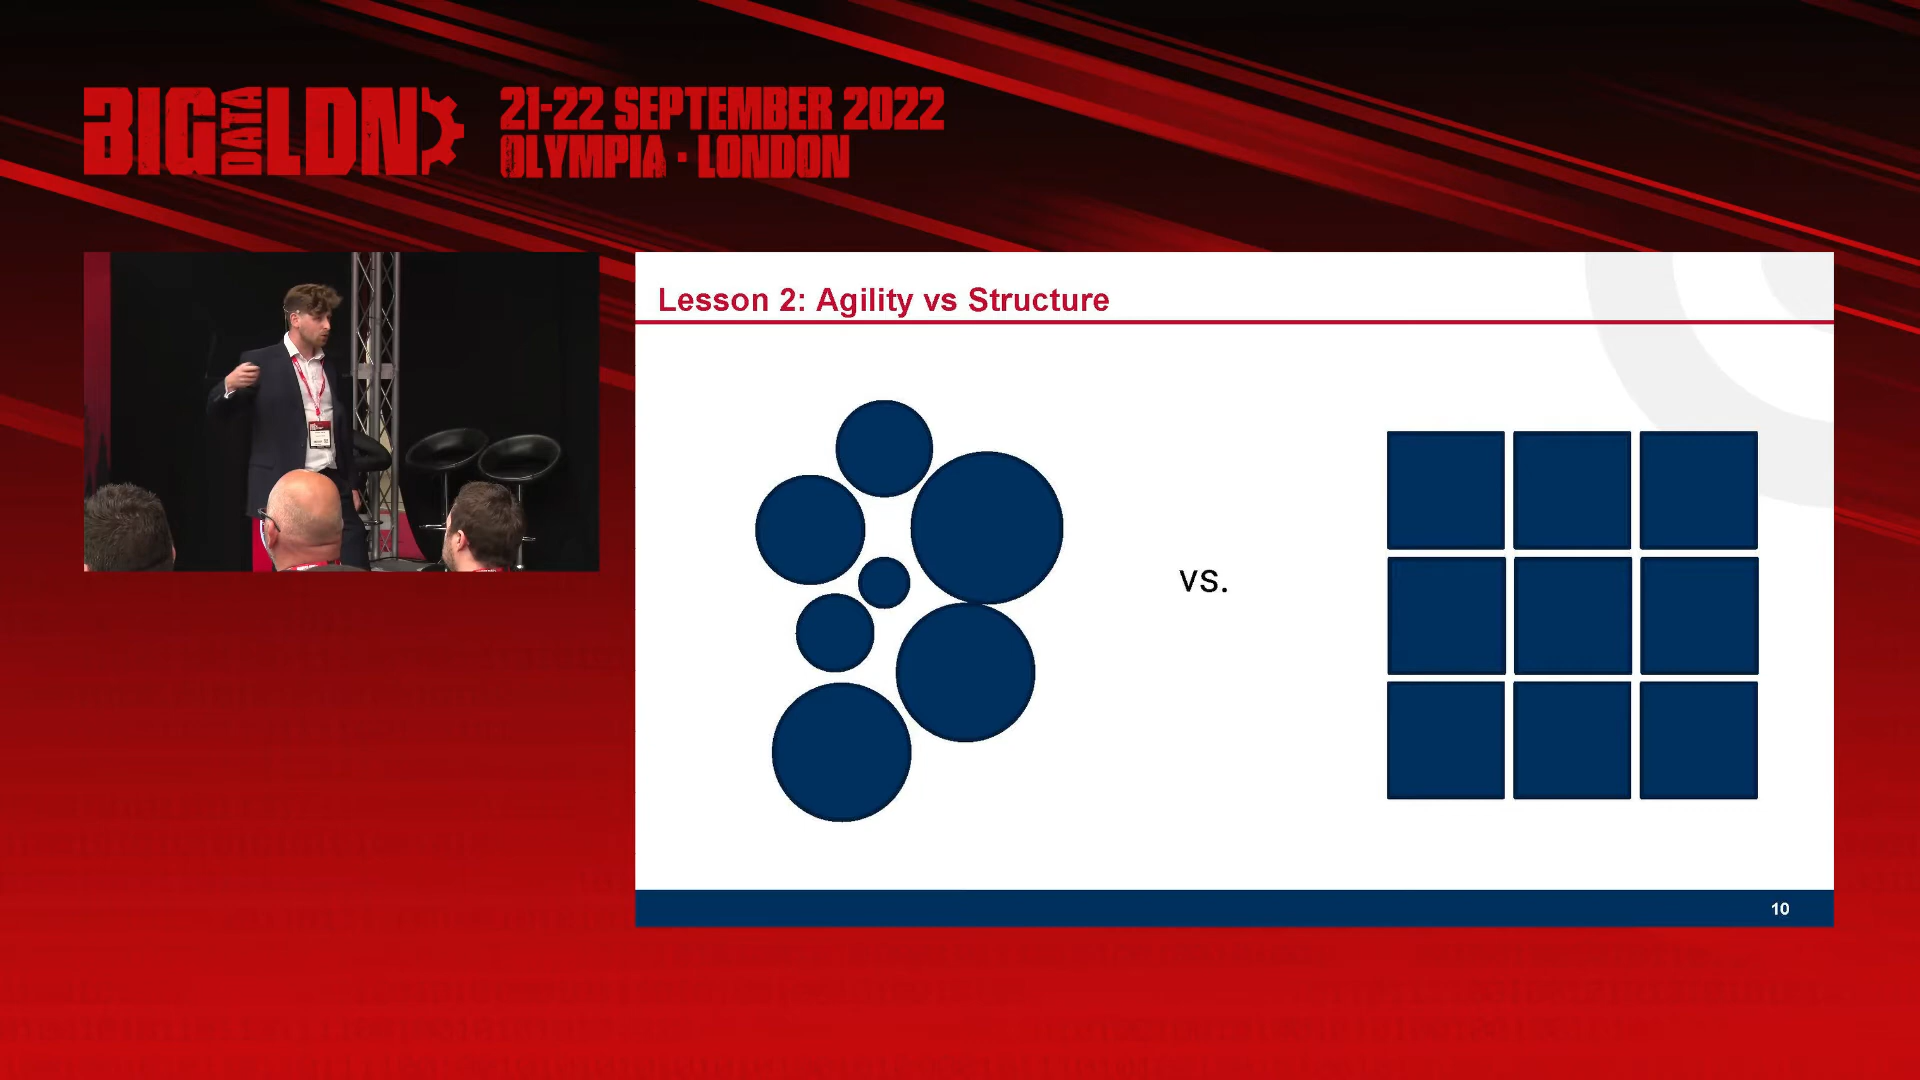 BIG DATA LDN
21-22 SEPTEMBER 2022
OLYMPIA · LONDON
Lesson 2: Agility vs Structure
vs.
10